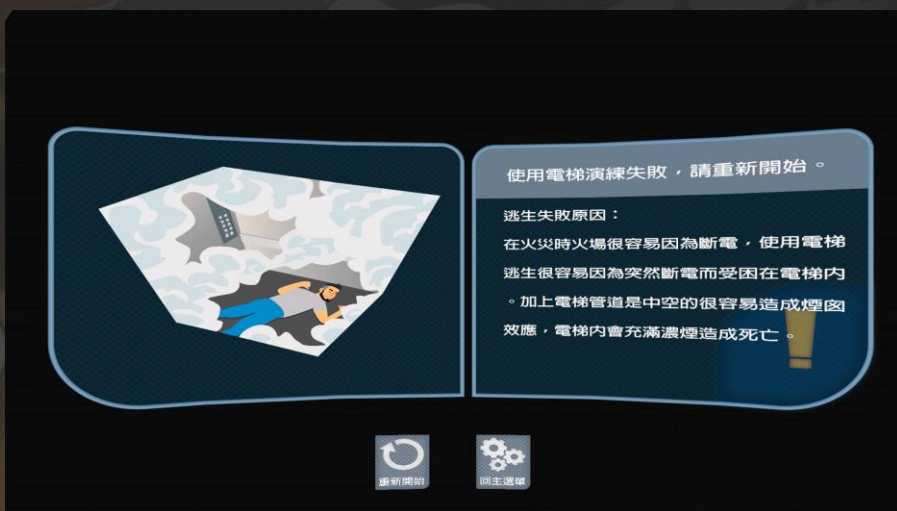 使用電梯演練失敗，請重新開始。
逃生失敗原因：
在火災時火場很容易因為斷電，使用電梯
逃生很容易因為突然斷電而受困在電梯內
。加上電梯管道是中空的很容易造成煙囪
效應，電梯內會充滿濃煙造成死亡。
重新開始
回主選單